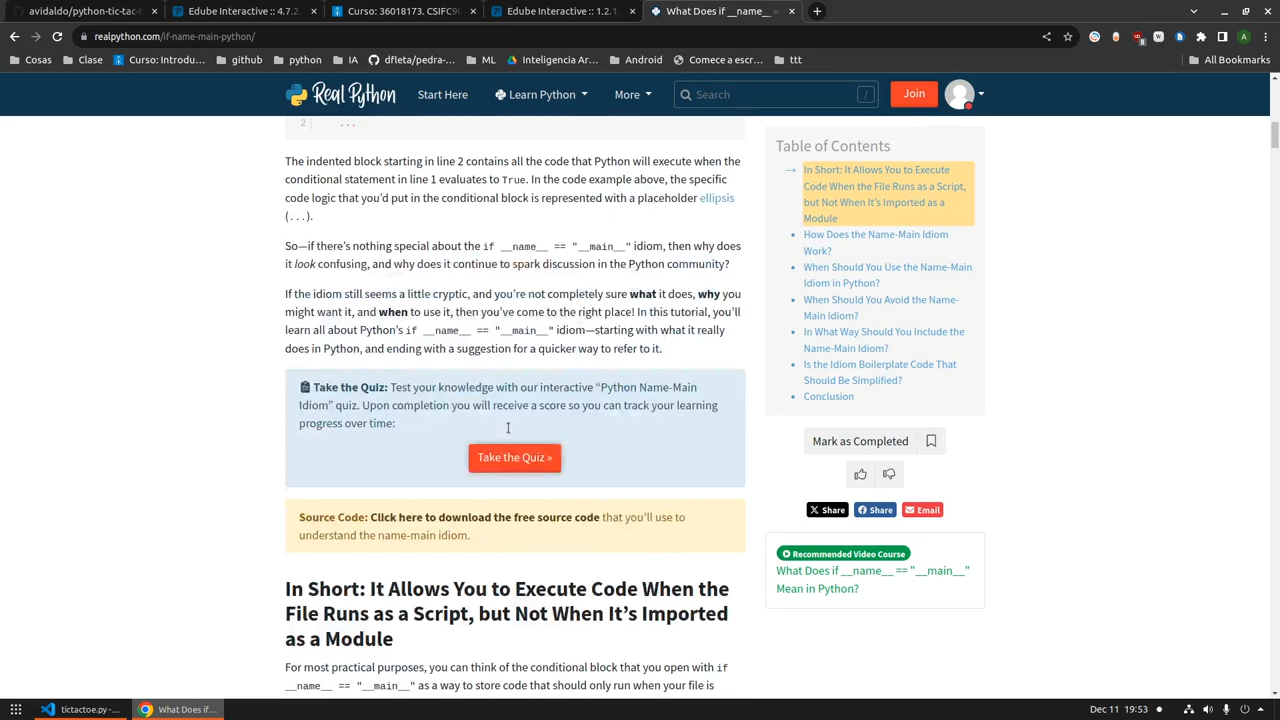 avidaldo/python-tic-tac-
Edube Interactive :: 4.7.2.
Curso: 36018173. CSIFC9
Edube Interactive :: 1.2.1.
What Does if __name__ =
realpython.com/if-name-main-python/
Cosas
Clase
Curso: Introdu...
github
python
IA
dfleta/pedra-...
ML
Inteligencia Ar...
Android
Comece a escr...
ttt
All Bookmarks
Real Python
Start Here
Learn Python
More
Search
/
Join
2 ...
The indented block starting in line 2 contains all the code that Python will execute when the
conditional statement in line 1 evaluates to True. In the code example above, the specific
code logic that you’d put in the conditional block is represented with a placeholder ellipsis
(...).
So—if there’s nothing special about the if __name__ == "__main__" idiom, then why does
it look confusing, and why does it continue to spark discussion in the Python community?
If the idiom still seems a little cryptic, and you’re not completely sure what it does, why you
might want it, and when to use it, then you’ve come to the right place! In this tutorial, you’ll
learn all about Python’s if __name__ == "__main__" idiom—starting with what it really
does in Python, and ending with a suggestion for a quicker way to refer to it.
Take the Quiz: Test your knowledge with our interactive “Python Name-Main
Idiom” quiz. Upon completion you will receive a score so you can track your learning
progress over time:
Take the Quiz »
Source Code: Click here to download the free source code that you’ll use to
understand the name-main idiom.
In Short: It Allows You to Execute Code When the
File Runs as a Script, but Not When It’s Imported
as a Module
For most practical purposes, you can think of the conditional block that you open with if
__name__ == "__main__" as a way to store code that should only run when your file is
Table of Contents
→ In Short: It Allows You to Execute
Code When the File Runs as a Script,
but Not When It’s Imported as a
Module
• How Does the Name-Main Idiom
Work?
• When Should You Use the Name-Main
Idiom in Python?
• When Should You Avoid the Name-
Main Idiom?
• In What Way Should You Include the
Name-Main Idiom?
• Is the Idiom Boilerplate Code That
Should Be Simplified?
• Conclusion
Mark as Completed
Share
Share
Email
Recommended Video Course
What Does if __name__ == "__main__"
Mean in Python?
tictactoe.py -...
What Does if...
Dec 11 19:53